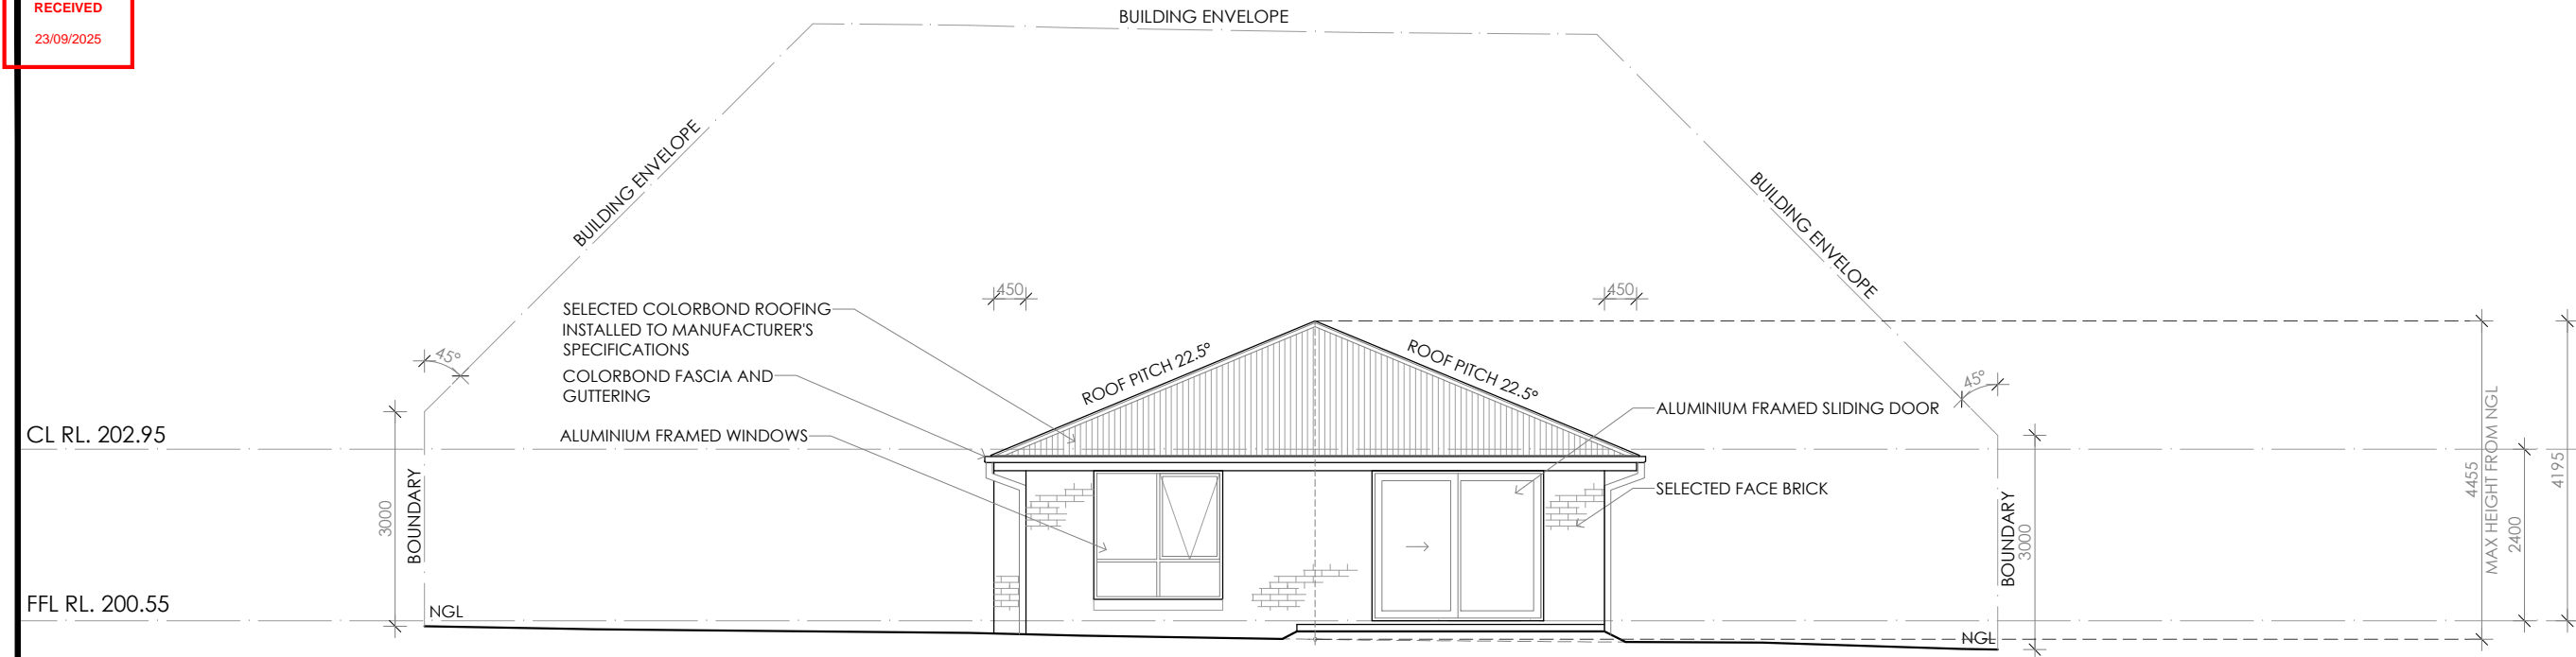 RECEIVED
23/09/2025
BUILDING ENVELOPE
BUILDING ENVELOPE
BUILDING ENVELOPE
450
450
SELECTED COLORBOND ROOFING
INSTALLED TO MANUFACTURER'S
SPECIFICATIONS
COLORBOND FASCIA AND
GUTTERING
ALUMINIUM FRAMED WINDOWS
ROOF PITCH 22.5°
ROOF PITCH 22.5°
45°
45°
ALUMINIUM FRAMED SLIDING DOOR
SELECTED FACE BRICK
CL RL. 202.95
FFL RL. 200.55
3000
BOUNDARY
NGL
BOUNDARY
3000
NGL
4455
MAX HEIGHT FROM NGL
2400
4195